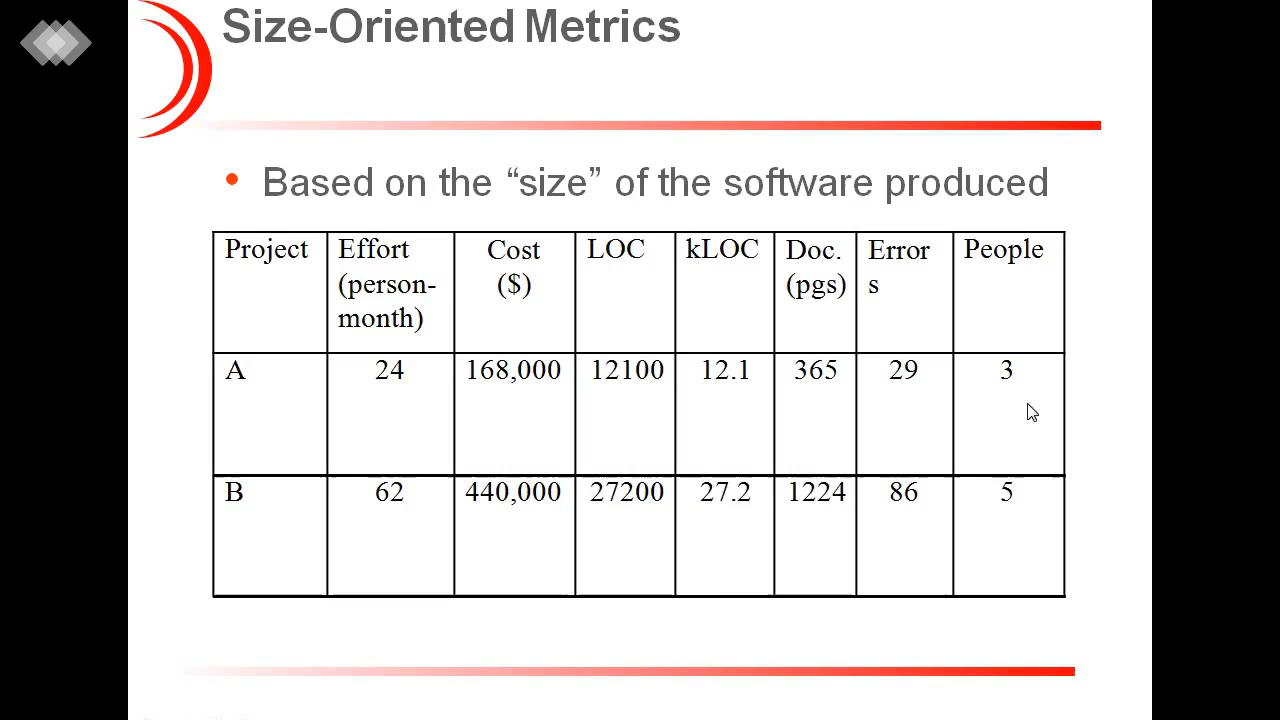 Size-Oriented Metrics
• Based on the “size” of the software produced
Project Effort (person-month) Cost ($) LOC kLOC Doc. (pgs) Error s People
A 24 168,000 12100 12.1 365 29 3
B 62 440,000 27200 27.2 1224 86 5